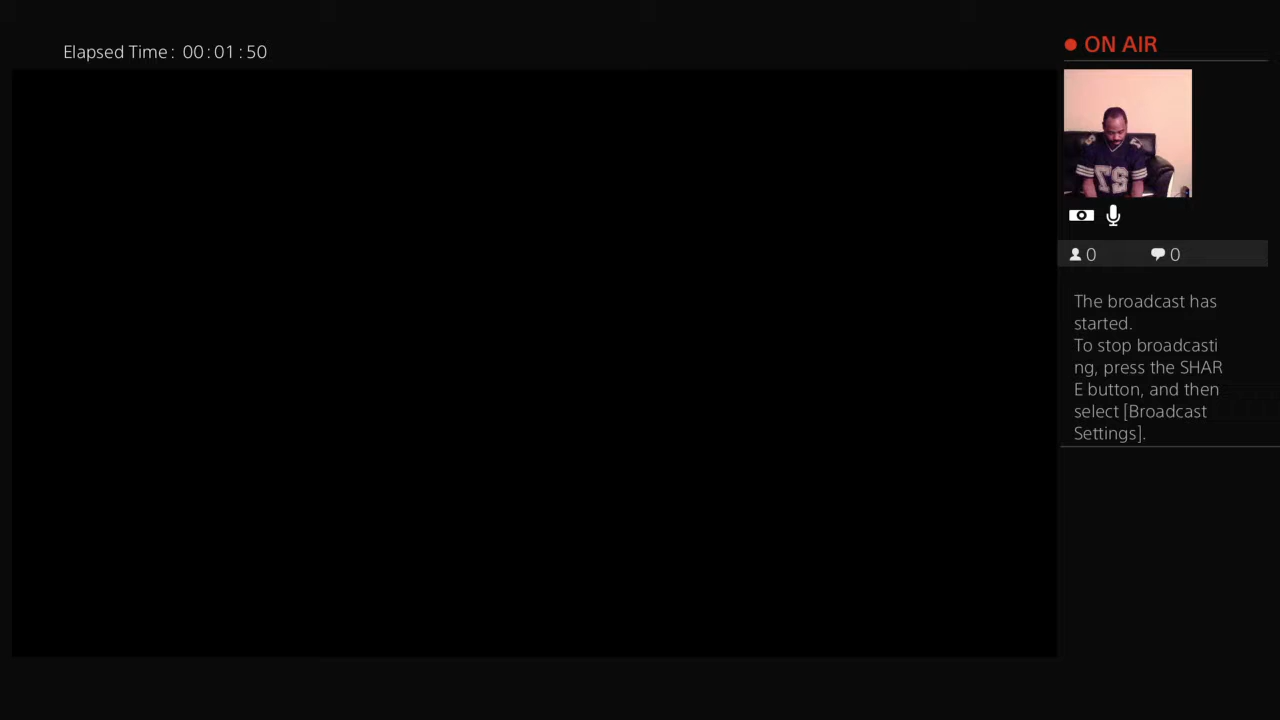 Elapsed Time: 00:01:50
ON AIR
27
0 0
The broadcast has
started.
To stop broadcasti
ng, press the SHAR
E button, and then
select [Broadcast
Settings].